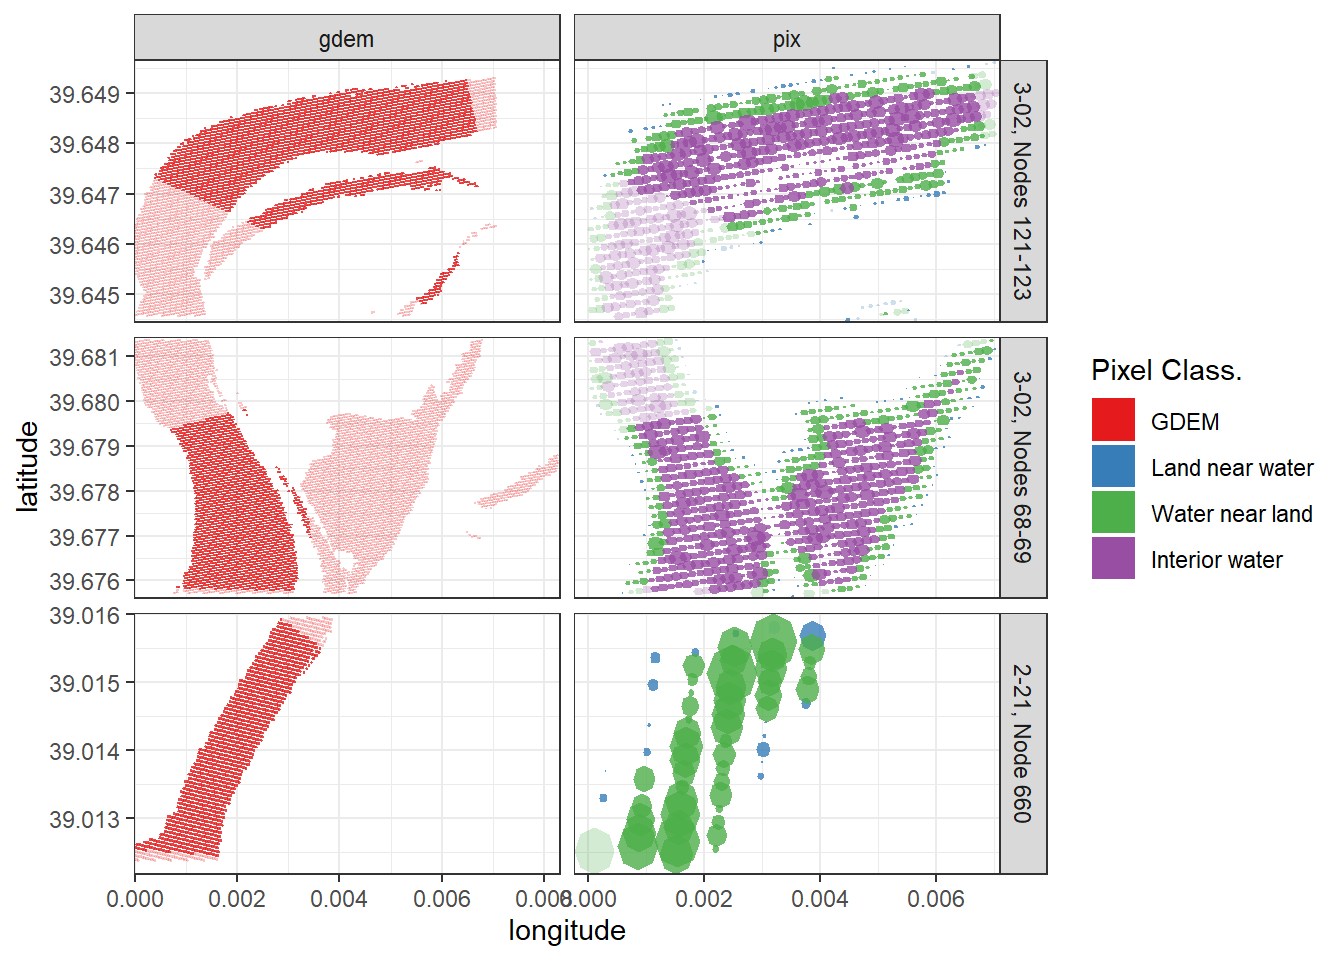 gdem
pix
39.649
39.648
39.647
39.646
39.645
3-02, Nodes 121-123
39.681
39.680
39.679
39.678
39.677
39.676
3-02, Nodes 68-69
39.016
39.015
39.014
39.013
2-21, Node 660
0.000
0.002
0.004
0.006
0.008
0.000
0.002
0.004
0.006
longitude
latitude
Pixel Class.
GDEM
Land near water
Water near land
Interior water